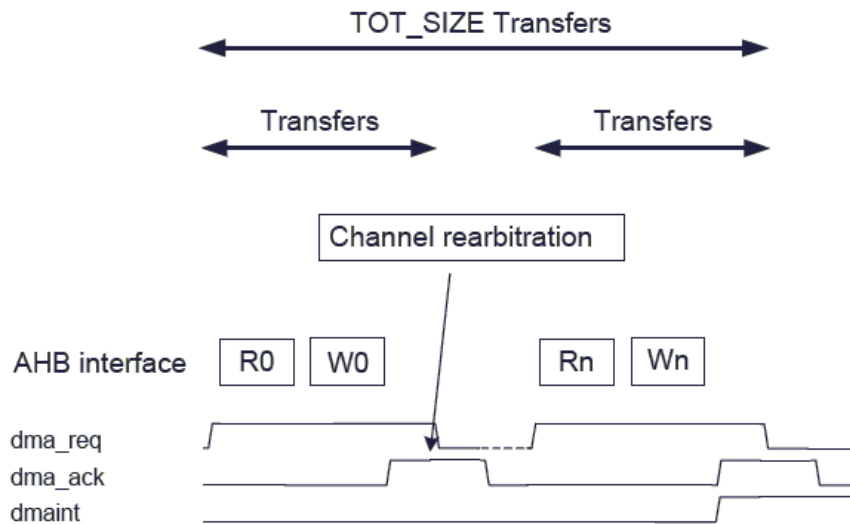 TOT_SIZE Transfers
Transfers Transfers
Channel rearbitration
AHB interface R0 W0 Rn Wn
dma_req
dma_ack
dmaint